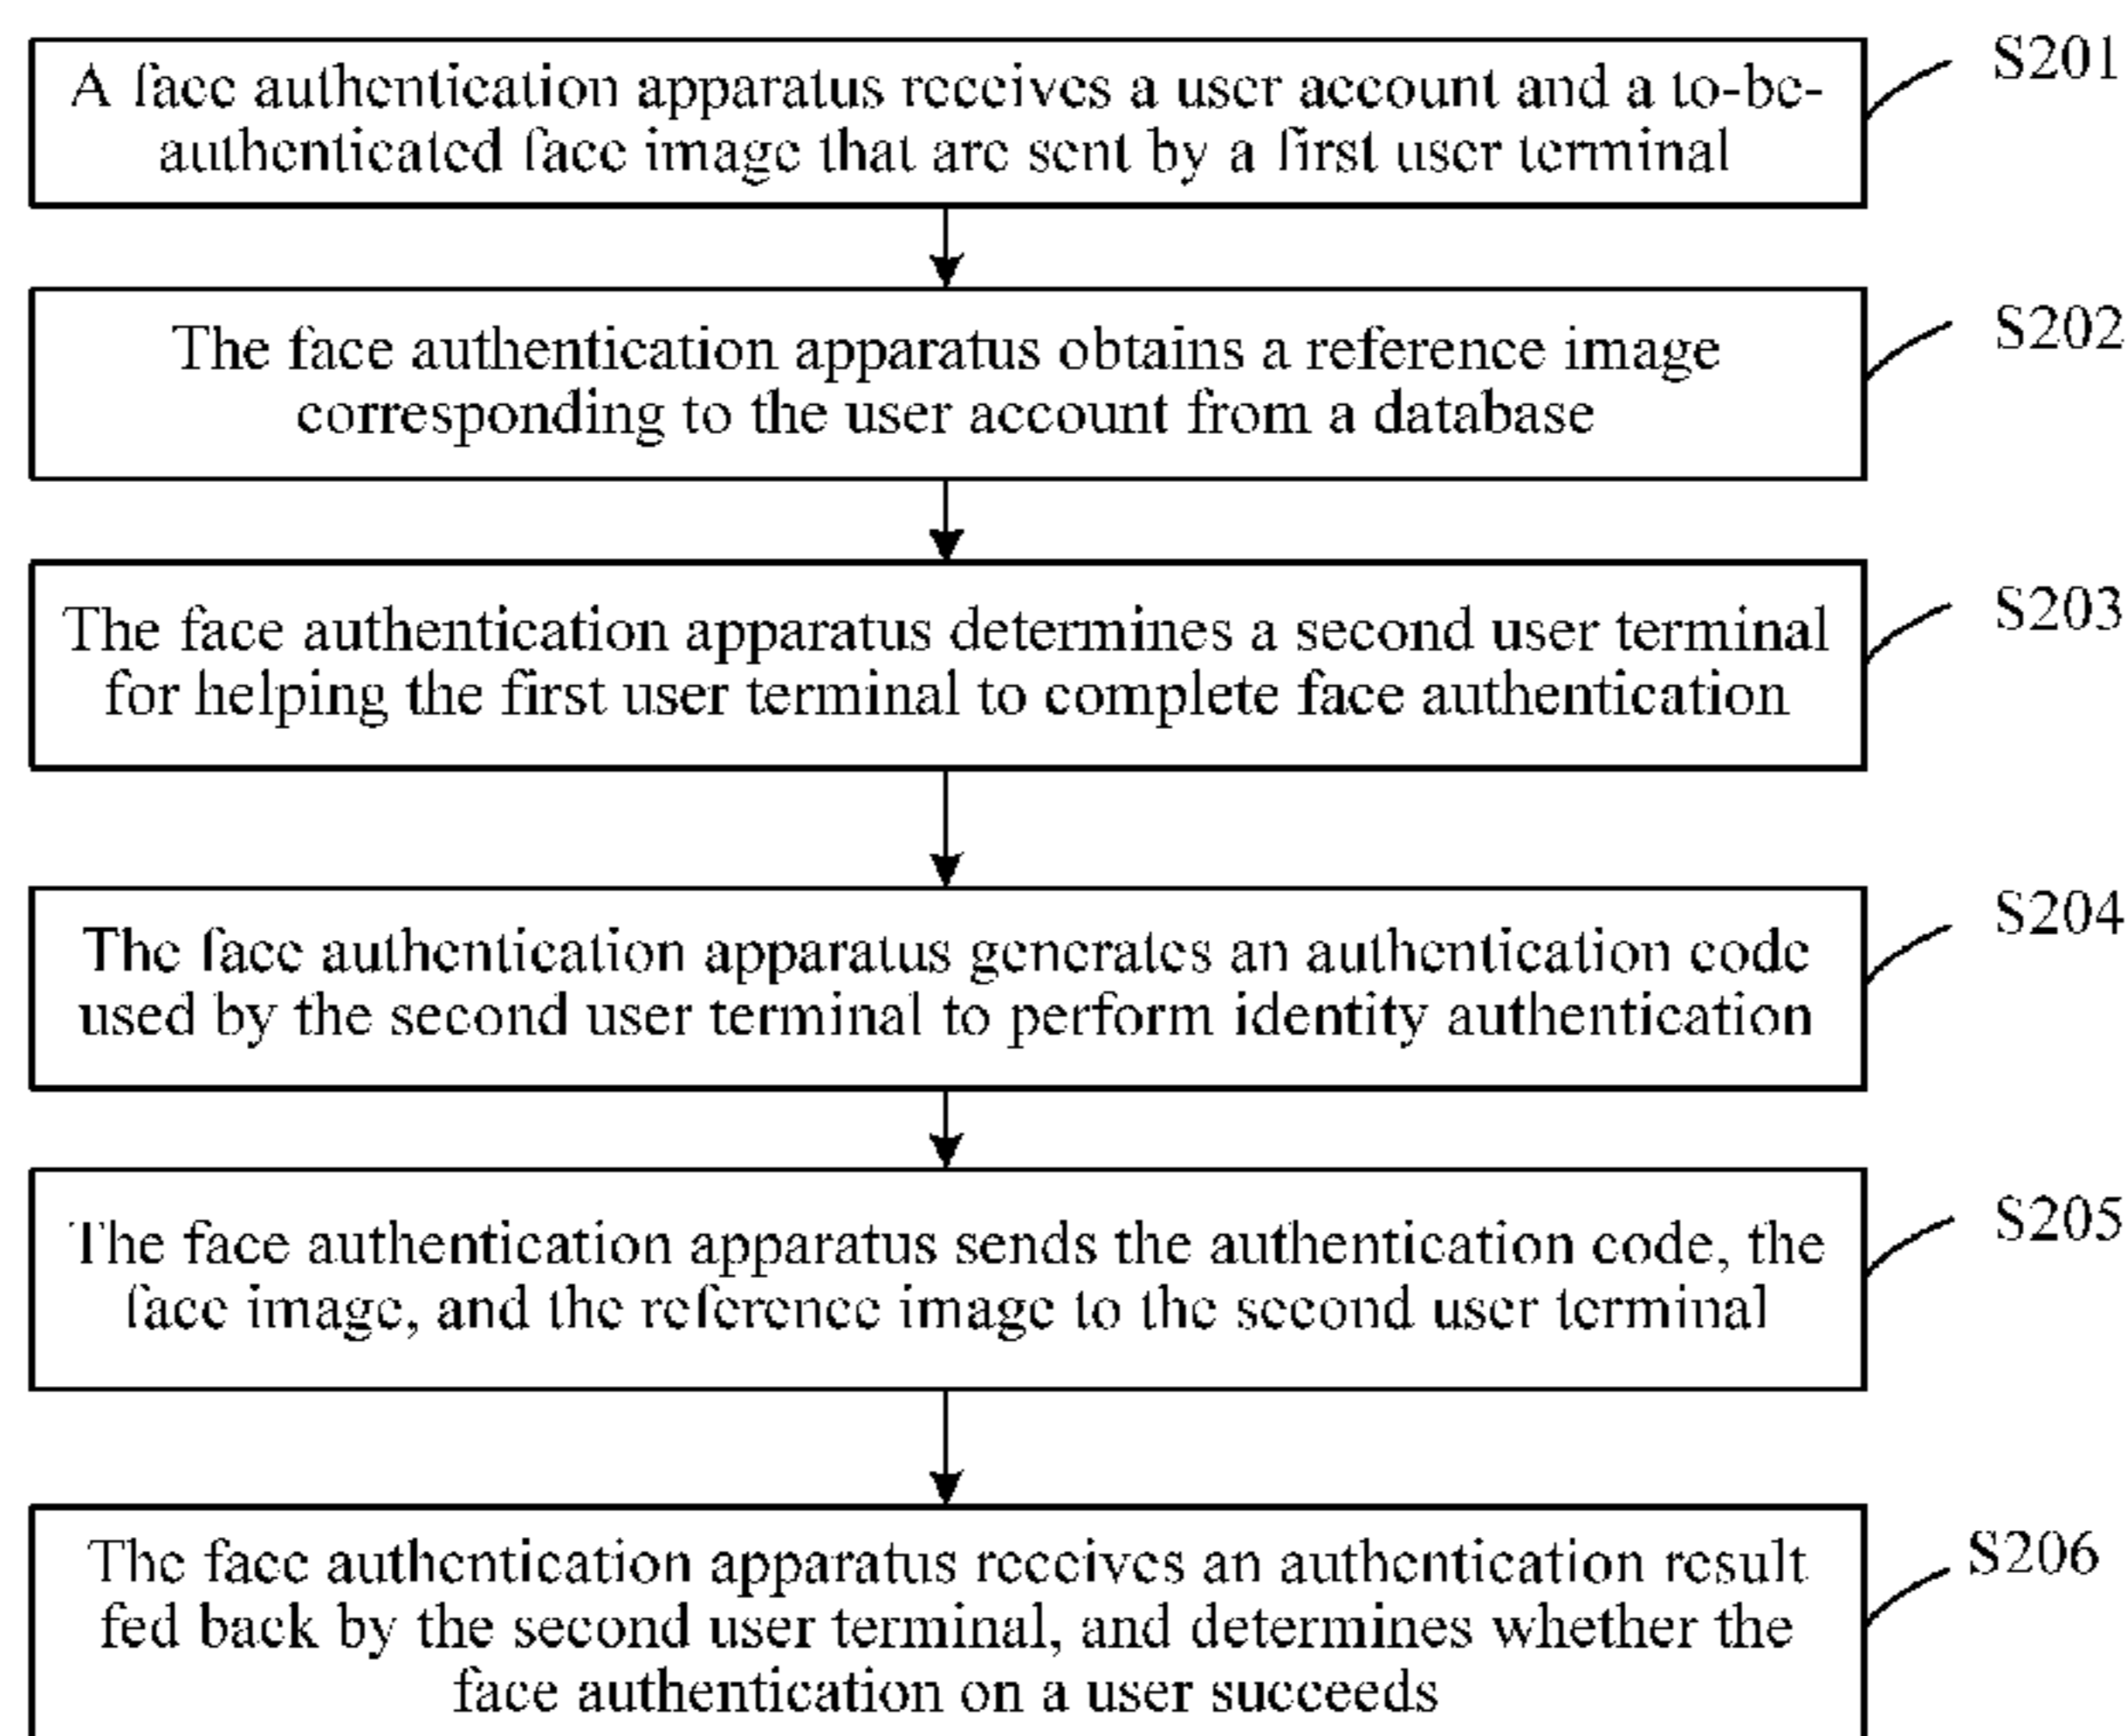 A face authentication apparatus receives a user account and a to-be-
authenticated face image that are sent by a first user terminal
S201
The face authentication apparatus obtains a reference image
corresponding to the user account from a database
S202
The face authentication apparatus determines a second user terminal
for helping the first user terminal to complete face authentication
S203
The face authentication apparatus generates an authentication code
used by the second user terminal to perform identity authentication
S204
The face authentication apparatus sends the authentication code, the
face image, and the reference image to the second user terminal
S205
The face authentication apparatus receives an authentication result
fed back by the second user terminal, and determines whether the
face authentication on a user succeeds
S206